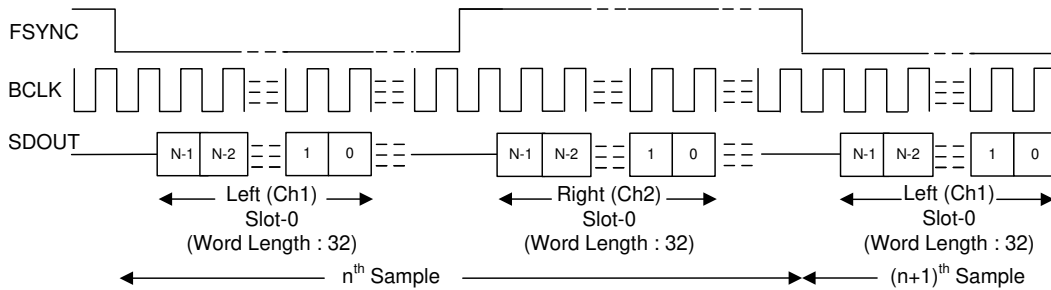 FSYNC
BCLK
SDOUT
N-1 N-2 1 0 N-1 N-2 1 0 N-1 N-2 1 0
Left (Ch1) Right (Ch2) Left (Ch1)
Slot-0 Slot-0 Slot-0
(Word Length : 32) (Word Length : 32) (Word Length : 32)
nth Sample (n+1)th Sample